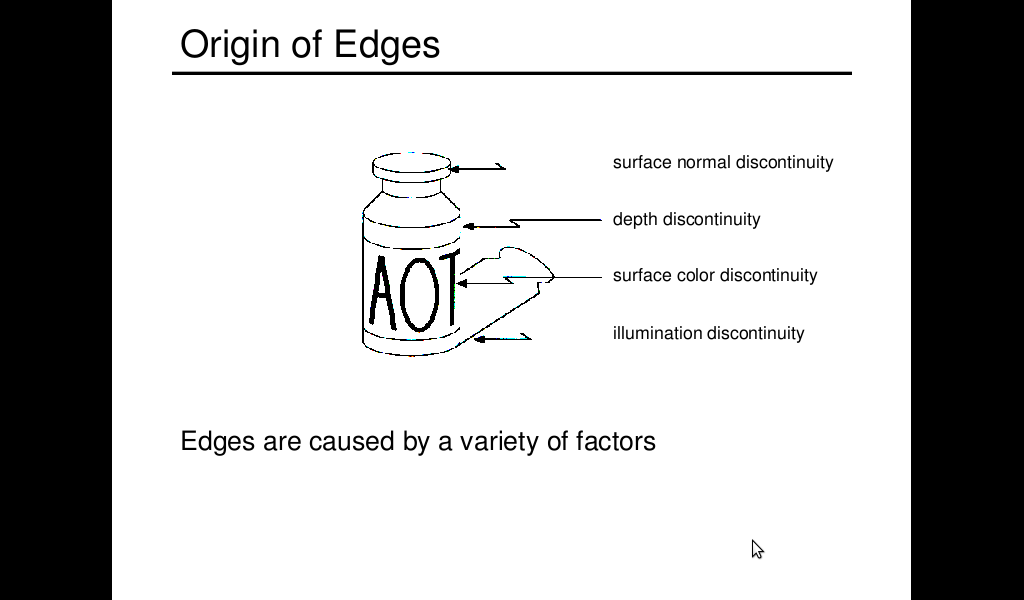 Origin of Edges
surface normal discontinuity
depth discontinuity
surface color discontinuity
AOT
illumination discontinuity
Edges are caused by a variety of factors